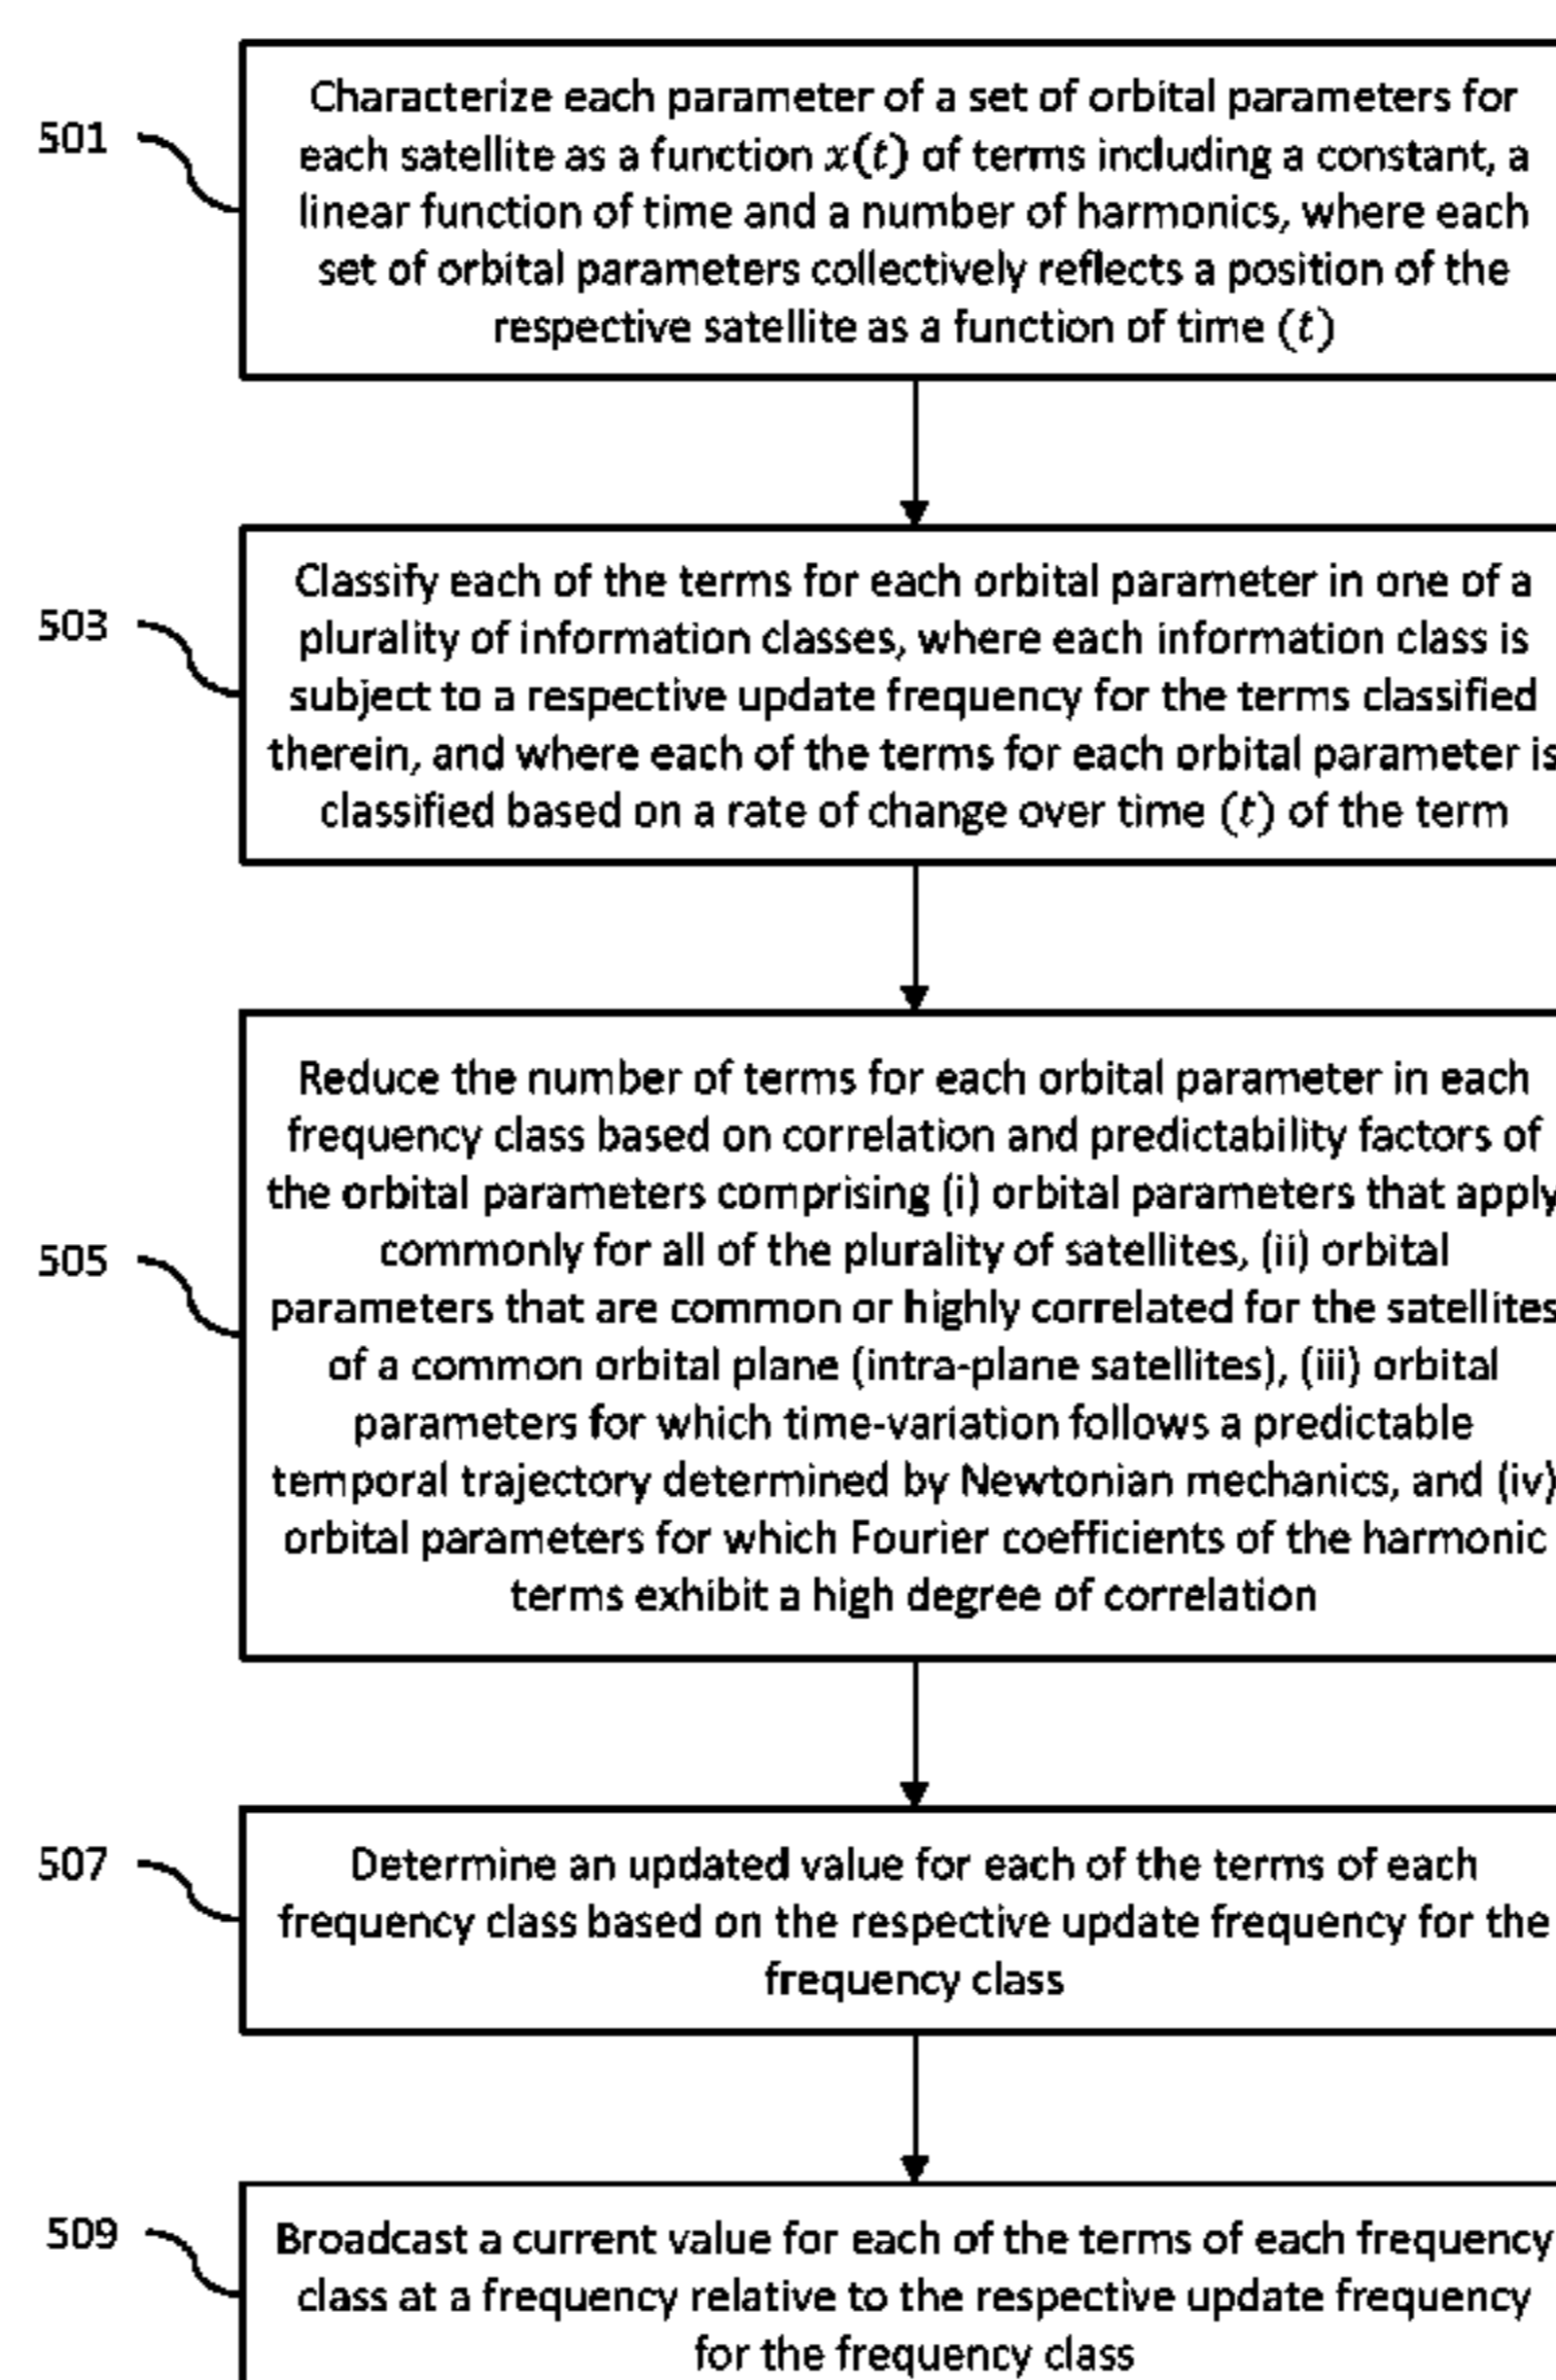 501
Characterize each parameter of a set of orbital parameters for
each satellite as a function x(t) of terms including a constant, a
linear function of time and a number of harmonics, where each
set of orbital parameters collectively reflects a position of the
respective satellite as a function of time (t)
503
Classify each of the terms for each orbital parameter in one of a
plurality of information classes, where each information class is
subject to a respective update frequency for the terms classified
therein, and where each of the terms for each orbital parameter is
classified based on a rate of change over time (t) of the term
505
Reduce the number of terms for each orbital parameter in each
frequency class based on correlation and predictability factors of
the orbital parameters comprising (i) orbital parameters that apply
commonly for all of the plurality of satellites, (ii) orbital
parameters that are common or highly correlated for the satellites
of a common orbital plane (intra-plane satellites), (iii) orbital
parameters for which time-variation follows a predictable
temporal trajectory determined by Newtonian mechanics, and (iv)
orbital parameters for which Fourier coefficients of the harmonic
terms exhibit a high degree of correlation
507
Determine an updated value for each of the terms of each
frequency class based on the respective update frequency for the
frequency class
509
Broadcast a current value for each of the terms of each frequency
class at a frequency relative to the respective update frequency
for the frequency class